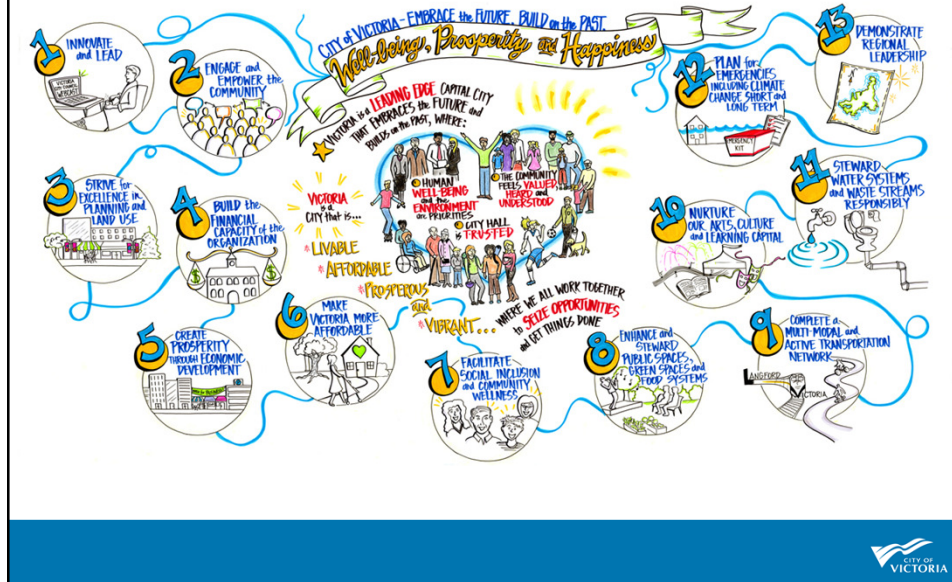 CITY of VICTORIA - EMBRACE the FUTURE. BUILD on the PAST.
Well-being, Prosperity and Happiness
VICTORIA is a LEADING EDGE CAPITAL CITY
THAT EMBRACES the FUTURE and
BUILDS on the PAST, WHERE:
HUMAN
WELL-BEING
and the
ENVIRONMENT
are PRIORITIES
THE COMMUNITY
FEELS VALUED,
HEARD and
UNDERSTOOD
CITY HALL
is TRUSTED
VICTORIA
is a
CITY that is...
LIVABLE
AFFORDABLE
PROSPEROUS
and
VIBRANT...
WHERE WE ALL WORK TOGETHER
to SEIZE OPPORTUNITIES
and GET THINGS DONE
1
INNOVATE
and LEAD
VICTORIA
CITY COUNCIL
WEBCAST
2
ENGAGE and
EMPOWER the
COMMUNITY
3
STRIVE for
EXCELLENCE in
PLANNING and
LAND USE
4
BUILD the
FINANCIAL
CAPACITY of the
ORGANIZATION
$
$
5
CREATE
PROSPERITY
THROUGH ECONOMIC
DEVELOPMENT
6
MAKE
VICTORIA MORE
AFFORDABLE
7
FACILITATE
SOCIAL INCLUSION
and COMMUNITY
WELLNESS
8
ENHANCE and
STEWARD
PUBLIC SPACES,
GREEN SPACES and
FOOD SYSTEMS
9
COMPLETE a
MULTI-MODAL and
ACTIVE TRANSPORTATION
NETWORK
LANGFORD
VICTORIA
10
NURTURE
OUR ARTS, CULTURE
and LEARNING CAPITAL
11
STEWARD
WATER SYSTEMS
and WASTE STREAMS
RESPONSIBLY
12
PLAN for
EMERGENCIES
INCLUDING CLIMATE
CHANGE SHORT and
LONG TERM
EMERGENCY
KIT
13
DEMONSTRATE
REGIONAL
LEADERSHIP
CITY OF
VICTORIA